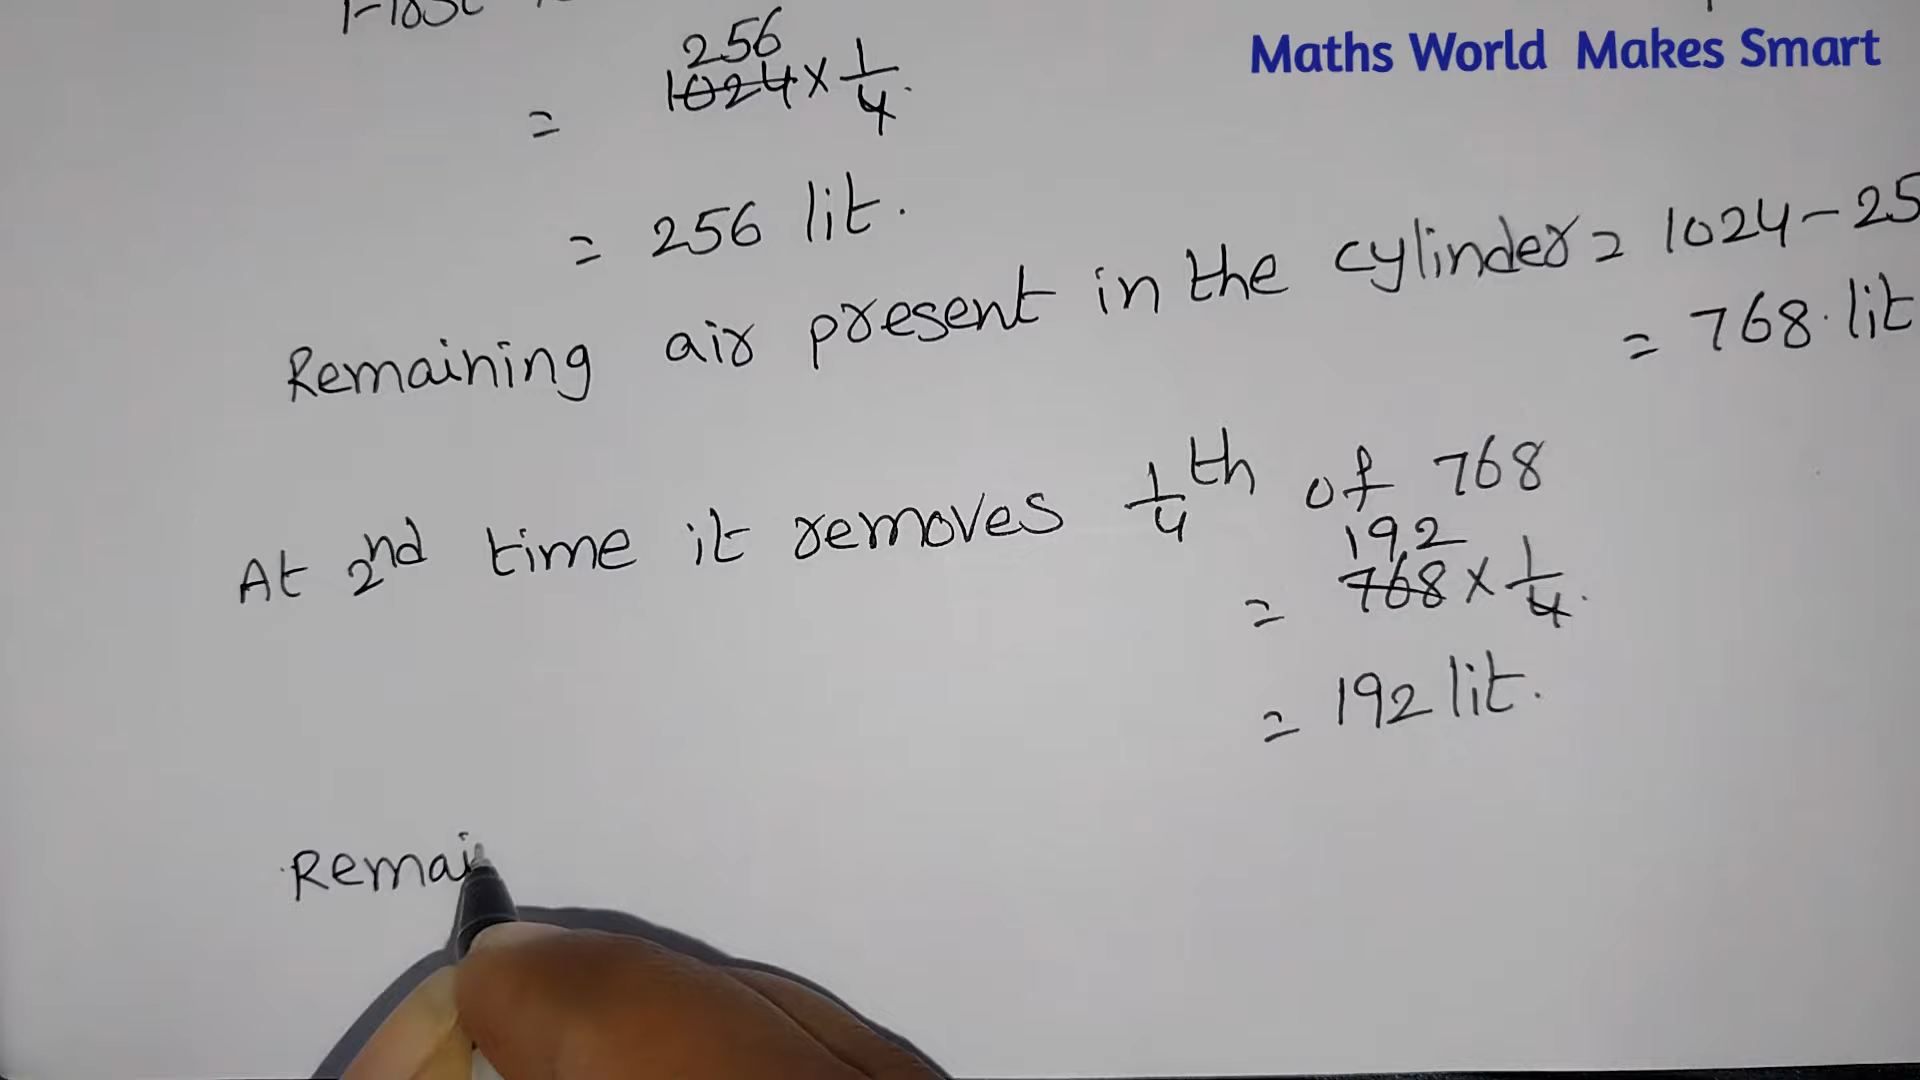 Maths World Makes Smart
256
= 1024 × 1/4.
= 256 lit.
Remaining air present in the cylinder = 1024 - 25
= 768. lit
At 2nd time it removes 1/4 th of 768
192
= 768 × 1/4.
= 192 lit.
Remai